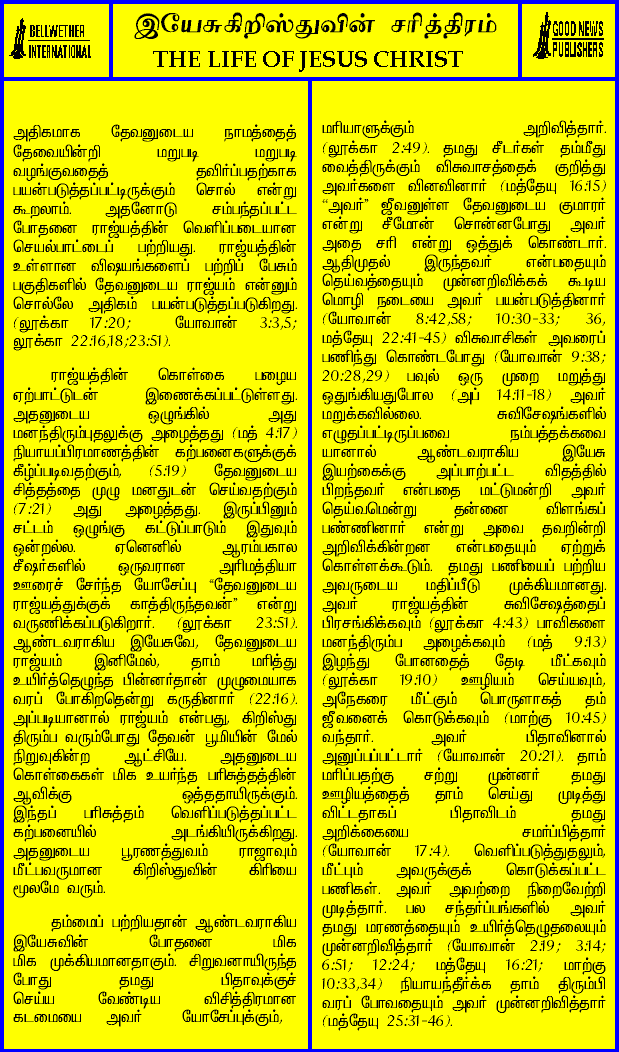 BELLWETHER
INTERNATIONAL
இயேசுகிறிஸ்துவின் சரித்திரம்
THE LIFE OF JESUS CHRIST
GOOD NEWS
PUBLISHERS
அதிகமாக தேவனுடைய நாமத்தைத்
தேவையின்றி மறுபடி மறுபடி
வழங்குவதைத் தவிர்ப்பதற்காக
பயன்படுத்தப்பட்டிருக்கும் சொல் என்று
கூறலாம். அதனோடு சம்பந்தப்பட்ட
போதனை ராஜ்யத்தின் வெளிப்படையான
செயல்பாட்டைப் பற்றியது. ராஜ்யத்தின்
உள்ளான விஷயங்களைப் பற்றிப் பேசும்
பகுதிகளில் தேவனுடைய ராஜ்யம் என்னும்
சொல்லே அதிகம் பயன்படுத்தப்படுகிறது.
(லூக்கா 17:20; யோவான் 3:3,5;
லூக்கா 22:16,18;23:51).
ராஜ்யத்தின் கொள்கை பழைய
ஏற்பாட்டுடன் இணைக்கப்பட்டுள்ளது.
அதனுடைய ஒழுங்கில் அது
மனந்திரும்புதலுக்கு அழைத்தது (மத் 4:17)
நியாயப்பிரமாணத்தின் கற்பனைகளுக்குக்
கீழ்ப்படிவதற்கும், (5:19) தேவனுடைய
சித்தத்தை முழு மனதுடன் செய்வதற்கும்
(7:21) அது அழைத்தது. இருப்பினும்
சட்டம் ஒழுங்கு கட்டுப்பாடும் இதுவும்
ஒன்றல்ல. ஏனெனில் ஆரம்பகால
சீஷர்களில் ஒருவரான அரிமத்தியா
ஊரைச் சேர்ந்த யோசேப்பு “தேவனுடைய
ராஜ்யத்துக்குக் காத்திருந்தவன்” என்று
வருணிக்கப்படுகிறார். (லூக்கா 23:51).
ஆண்டவராகிய இயேசுவே, தேவனுடைய
ராஜ்யம் இனிமேல், தாம் மரித்து
உயிர்த்தெழுந்த பின்னர்தான் முழுமையாக
வரப் போகிறதென்று கருதினார் (22:16).
அப்படியானால் ராஜ்யம் என்பது, கிறிஸ்து
திரும்ப வரும்போது தேவன் பூமியின் மேல்
நிறுவுகின்ற ஆட்சியே. அதனுடைய
கொள்கைகள் மிக உயர்ந்த பரிசுத்தத்தின்
ஆவிக்கு ஒத்ததாயிருக்கும்.
இந்தப் பரிசுத்தம் வெளிப்படுத்தப்பட்ட
கற்பனையில் அடங்கியிருக்கிறது.
அதனுடைய பூரணத்துவம் ராஜாவும்
மீட்பவருமான கிறிஸ்துவின் கிரியை
மூலமே வரும்.
தம்மைப் பற்றியதான் ஆண்டவராகிய
இயேசுவின் போதனை மிக
மிக முக்கியமானதாகும். சிறுவனாயிருந்த
போது தமது பிதாவுக்குச்
செய்ய வேண்டிய விசித்திரமான
கடமையை அவர் யோசேப்புக்கும்,
மரியாளுக்கும் அறிவித்தார்.
(லூக்கா 2:49). தமது சீடர்கள் தம்மீது
வைத்திருக்கும் விசுவாசத்தைக் குறித்து
அவர்களை வினவினார் (மத்தேயு 16:15)
“அவர்” ஜீவனுள்ள தேவனுடைய குமாரர்
என்று சீமோன் சொன்னபோது அவர்
அதை சரி என்று ஒத்துக் கொண்டார்.
ஆதிமுதல் இருந்தவர் என்பதையும்
தெய்வத்தையும் முன்னறிவிக்கக் கூடிய
மொழி நடையை அவர் பயன்படுத்தினார்
(யோவான் 8:42,58; 10:30-33; 36,
மத்தேயு 22:41-45) விசுவாசிகள் அவரைப்
பணிந்து கொண்டபோது (யோவான் 9:38;
20:28,29) பவுல் ஒரு முறை மறுத்து
ஒதுங்கியதுபோல (அப் 14:11-18) அவர்
மறுக்கவில்லை. சுவிசேஷங்களில்
எழுதப்பட்டிருப்பவை நம்பத்தக்கவை
யானால் ஆண்டவராகிய இயேசு
இயற்கைக்கு அப்பாற்பட்ட விதத்தில்
பிறந்தவர் என்பதை மட்டுமன்றி அவர்
தெய்வமென்று தன்னை விளங்கப்
பண்ணினார் என்று அவை தவறின்றி
அறிவிக்கின்றன என்பதையும் ஏற்றுக்
கொள்ளக்கூடும். தமது பணியைப் பற்றிய
அவருடைய மதிப்பீடு முக்கியமானது.
அவர் ராஜ்யத்தின் சுவிசேஷத்தைப்
பிரசங்கிக்கவும் (லூக்கா 4:43) பாவிகளை
மனந்திரும்ப அழைக்கவும் (மத் 9:13)
இழந்து போனதைத் தேடி மீட்கவும்
(லூக்கா 19:10) ஊழியம் செய்யவும்,
அநேகரை மீட்கும் பொருளாகத் தம்
ஜீவனைக் கொடுக்கவும் (மாற்கு 10:45)
வந்தார். அவர் பிதாவினால்
அனுப்பப்பட்டார் (யோவான் 20:21). தாம்
மரிப்பதற்கு சற்று முன்னர் தமது
ஊழியத்தைத் தாம் செய்து முடித்து
விட்டதாகப் பிதாவிடம் தமது
அறிக்கையை சமர்ப்பித்தார்
(யோவான் 17:4). வெளிப்படுத்துதலும்,
மீட்பும் அவருக்குக் கொடுக்கப்பட்ட
பணிகள். அவர் அவற்றை நிறைவேற்றி
முடித்தார். பல சந்தர்ப்பங்களில் அவர்
தமது மரணத்தையும் உயிர்த்தெழுதலையும்
முன்னறிவித்தார் (யோவான் 2:19; 3:14;
6:51; 12:24; மத்தேயு 16:21; மாற்கு
10:33,34) நியாயந்தீர்க்க தாம் திரும்பி
வரப் போவதையும் அவர் முன்னறிவித்தார்
(மத்தேயு 25:31-46).